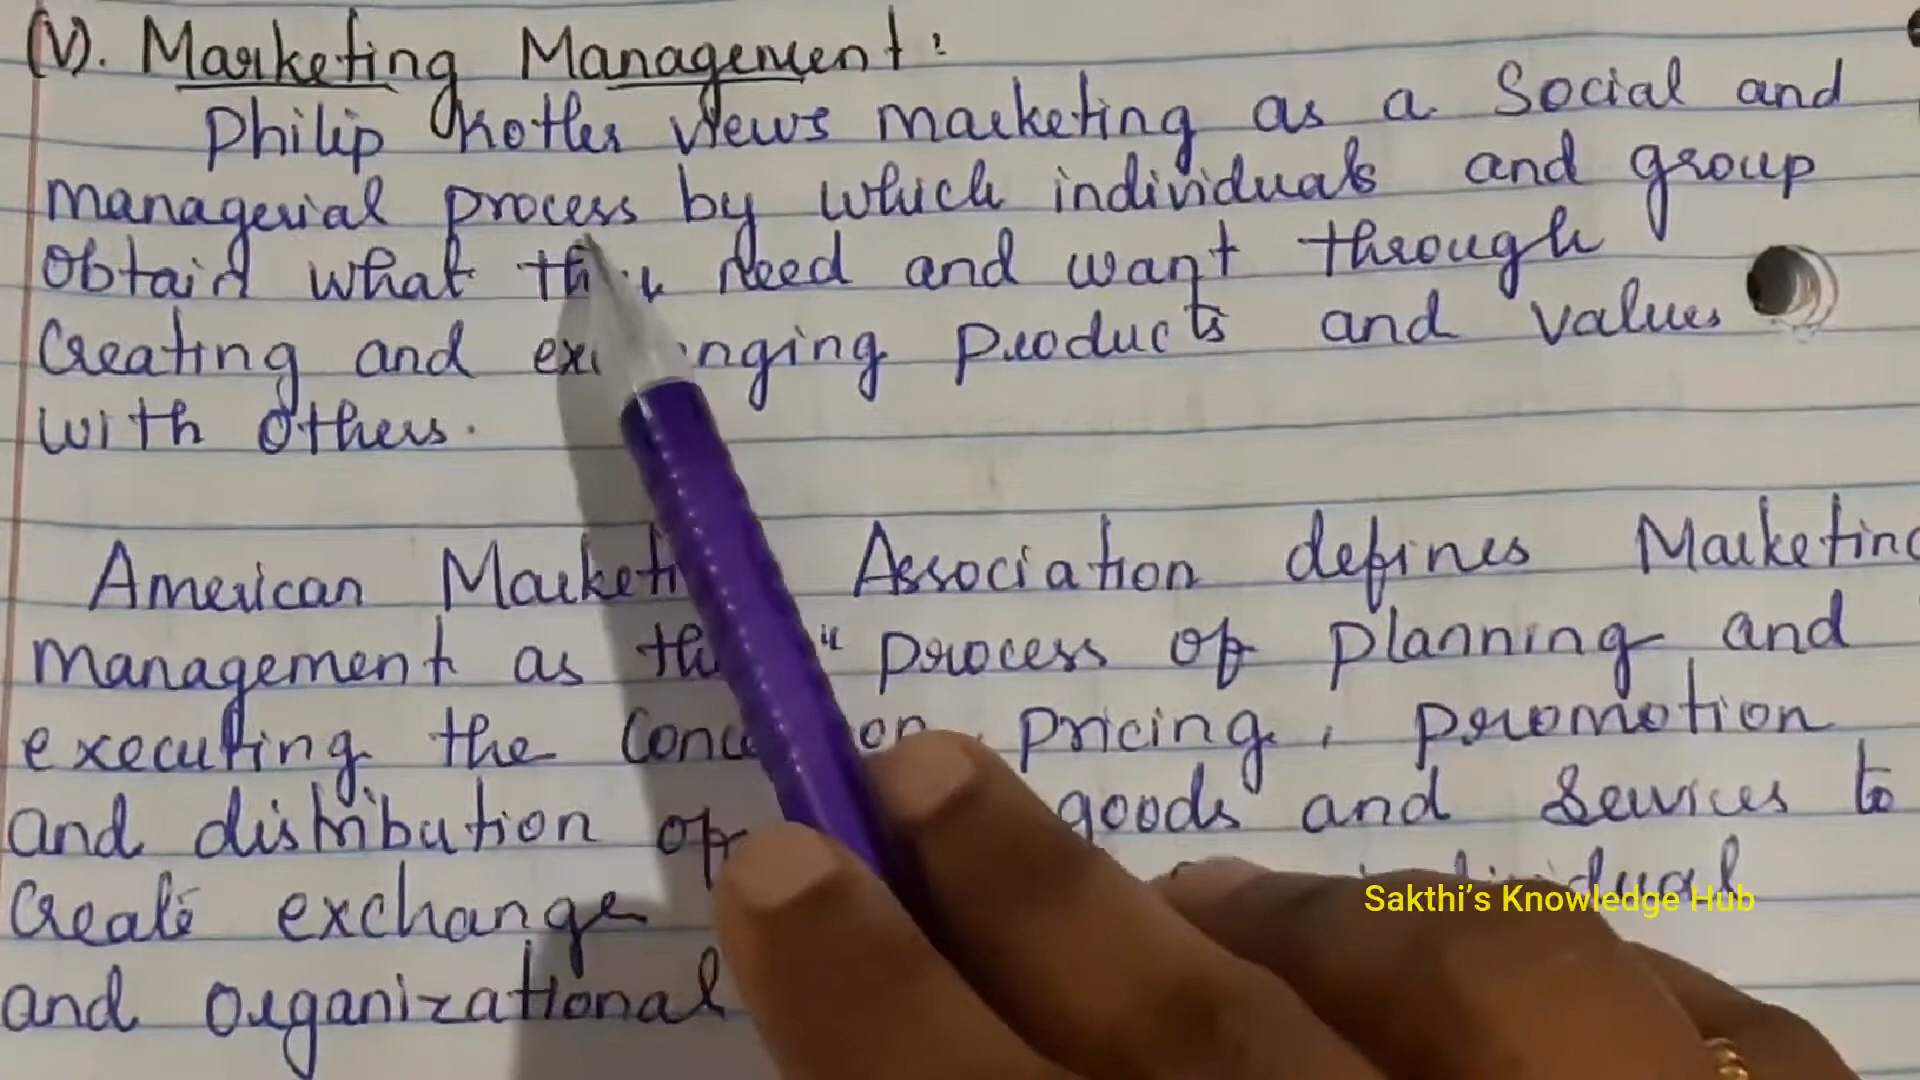 (V). Marketing Management:
Philip Kotler views marketing as a Social and
managerial process by which individuals and group
obtain what need and want through
Creating and products and values
with others.
American Association defines Marketing
management as "process of planning and
executing the pricing, promotion
and distribution of goods and Services to
Create exchange
and organizational
Sakthi's Knowledge Hub